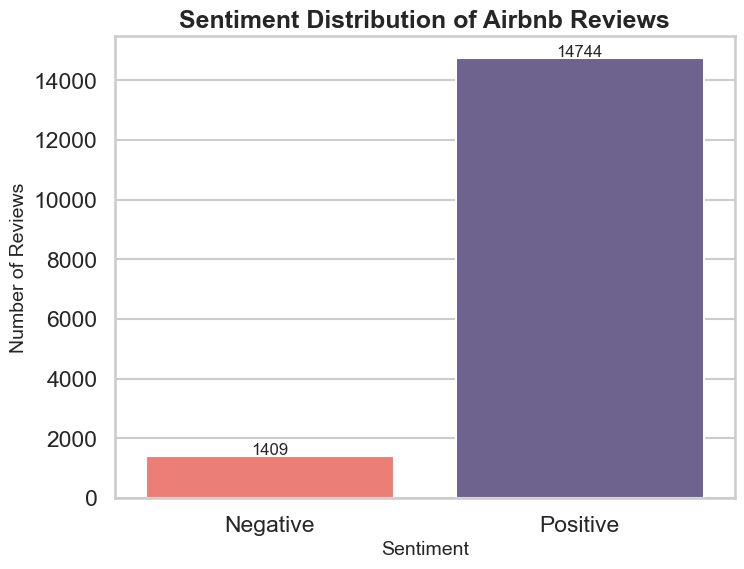 Sentiment Distribution of Airbnb Reviews
14744
14000
12000
10000
8000
6000
4000
2000
0
1409
Number of Reviews
Negative
Positive
Sentiment